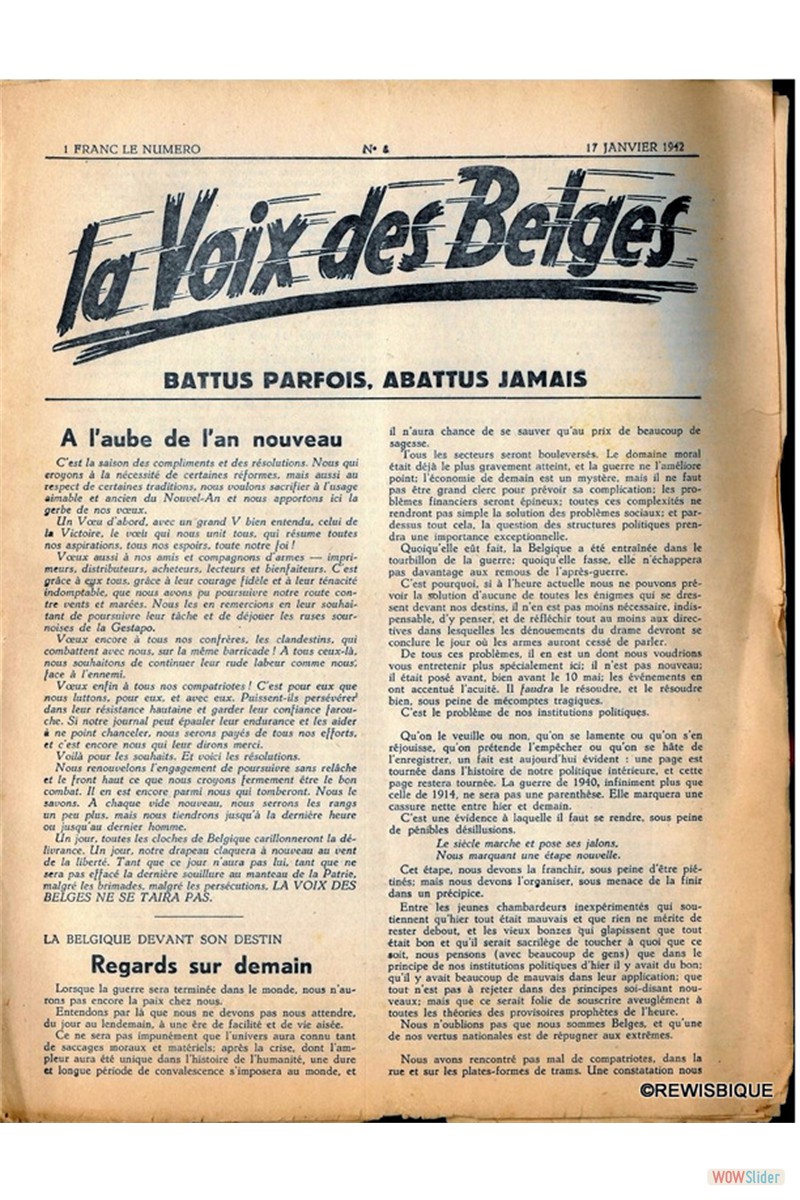 1 FRANC LE NUMERO
N°
17 JANVIER 1942
la Voix des Belges
BATTUS PARFOIS, ABATTUS JAMAIS
A l'aube de l'an nouveau
C'est la saison des compliments et des résolutions. Nous qui
croyons à la nécessité de certaines réformes, mais aussi au
respect de certaines traditions, nous voulons sacrifier à l'usage
aimable et ancien du Nouvel-An et nous apportons ici la
gerbe de nos vœux.
Un Vœu d'abord, avec un grand V bien entendu, celui de
la Victoire, le vœu qui nous unit tous, qui résume toutes
nos aspirations, tous nos espoirs, toute notre foi !
Vœux aussi à nos amis et compagnons d'armes — impri-
meurs, distributeurs, acheteurs, lecteurs et bienfaiteurs. C'est
grâce à eux tous, grâce à leur courage fidèle et à leur ténacité
indomptable, que nous avons pu poursuivre notre route con-
tre vents et marées. Nous les en remercions en leur souhai-
tant de poursuivre leur tâche et de déjouer les ruses sour-
noises de la Gestapo.
Vœux encore à tous nos confrères, les clandestins, qui
combattent avec nous, sur la même barricade ! A tous ceux-là,
nous souhaitons de continuer leur rude labeur comme nous:
face à l'ennemi.
Vœux enfin à tous nos compatriotes ! C'est pour eux que
nous luttons, pour eux, et avec eux. Puissent-ils persévérer
dans leur résistance hautaine et garder leur confiance farou-
che. Si notre journal peut épauler leur endurance et les aider
à ne point chanceler, nous serons payés de tous nos efforts,
et c'est encore nous qui leur dirons merci.
Voilà pour les souhaits. Et voici les résolutions.
Nous renouvelons l'engagement de poursuivre sans relâche
et le front haut ce que nous croyons fermement être le bon
combat. Il en est encore parmi nous qui tomberont. Nous le
savons. A chaque vide nouveau, nous serrons les rangs
un peu plus, mais nous tiendrons jusqu'à la dernière heure
ou jusqu'au dernier homme.
Un jour, toutes les cloches de Belgique carillonneront la dé-
livrance. Un jour, notre drapeau claquera à nouveau au vent
de la liberté. Tant que ce jour n'aura pas lui, tant que ne
sera pas effacé la dernière souillure au manteau de la Patrie,
malgré les brimades, malgré les persécutions, LA VOIX DES
BELGES NE SE TAIRA PAS.
LA BELGIQUE DEVANT SON DESTIN
Regards sur demain
Lorsque la guerre sera terminée dans le monde, nous n'au-
rons pas encore la paix chez nous.
Entendons par là que nous ne devons pas nous attendre,
du jour au lendemain, à une ère de facilité et de vie aisée.
Ce ne sera pas impunément que l'univers aura connu tant
de saccages moraux et matériels; après la crise, dont l'am-
pleur aura été unique dans l'histoire de l'humanité, une dure
et longue période de convalescence s'imposera au monde, et
il n'aura chance de se sauver qu'au prix de beaucoup de
sagesse.
Tous les secteurs seront bouleversés. Le domaine moral
était déjà le plus gravement atteint, et la guerre ne l'améliore
point; l'économie de demain est un mystère, mais il ne faut
pas être grand clerc pour prévoir sa complication; les pro-
blèmes financiers seront épineux; toutes ces complexités ne
rendront pas simple la solution des problèmes sociaux; et par-
dessus tout cela, la question des structures politiques pren-
dra une importance exceptionnelle.
Quoiqu'elle eût fait, la Belgique a été entraînée dans le
tourbillon de la guerre; quoiqu'elle fasse, elle n'échappera
pas davantage aux remous de l'après-guerre.
C'est pourquoi, si à l'heure actuelle nous ne pouvons pré-
voir la solution d'aucune de toutes les énigmes qui se dres-
sent devant nos destins, il n'en est pas moins nécessaire, indis-
pensable, d'y penser, et de réfléchir tout au moins aux direc-
tives dans lesquelles les dénouements du drame devront se
conclure le jour où les armes auront cessé de parler.
De tous ces problèmes, il en est un dont nous voudrions
vous entretenir plus spécialement ici; il n'est pas nouveau;
il était posé avant, bien avant le 10 mai; les événements en
ont accentué l'acuité. Il faudra le résoudre, et le résoudre
bien, sous peine de mécomptes tragiques.
C'est le problème de nos institutions politiques.
Qu'on le veuille ou non, qu'on se lamente ou qu'on s'en
réjouisse, qu'on prétende l'empêcher ou qu'on se hâte de
l'enregistrer, un fait est aujourd'hui évident : une page est
tournée dans l'histoire de notre politique intérieure, et cette
page restera tournée. La guerre de 1940, infiniment plus que
celle de 1914, ne sera pas une parenthèse. Elle marquera une
cassure nette entre hier et demain.
C'est une évidence à laquelle il faut se rendre, sous peine
de pénibles désillusions.
Le siècle marche et pose ses jalons,
Nous marquant une étape nouvelle.
Cet étape, nous devons la franchir, sous peine d'être pié-
tinés; mais nous devons l'organiser, sous menace de la finir
dans un précipice.
Entre les jeunes chambardeurs inexpérimentés qui sou-
tiennent qu'hier tout était mauvais et que rien ne mérite de
rester debout, et les vieux bonzes qui glapissent que tout
était bon et qu'il serait sacrilège de toucher à quoi que ce
soit, nous pensons (avec beaucoup de gens) que dans le
principe de nos institutions politiques d'hier il y avait du bon;
qu'il y avait beaucoup de mauvais dans leur application; que
tout n'est pas à rejeter dans des principes soi-disant nou-
veaux; mais que ce serait folie de souscrire aveuglément à
toutes les théories des provisoires prophètes de l'heure.
Nous n'oublions pas que nous sommes Belges, et qu'une
de nos vertus nationales est de répugner aux extrêmes.
Nous avons rencontré pas mal de compatriotes, dans la
rue et sur les plates-formes de trams. Une constatation nous
©REWISBIQUE
WOWSlider